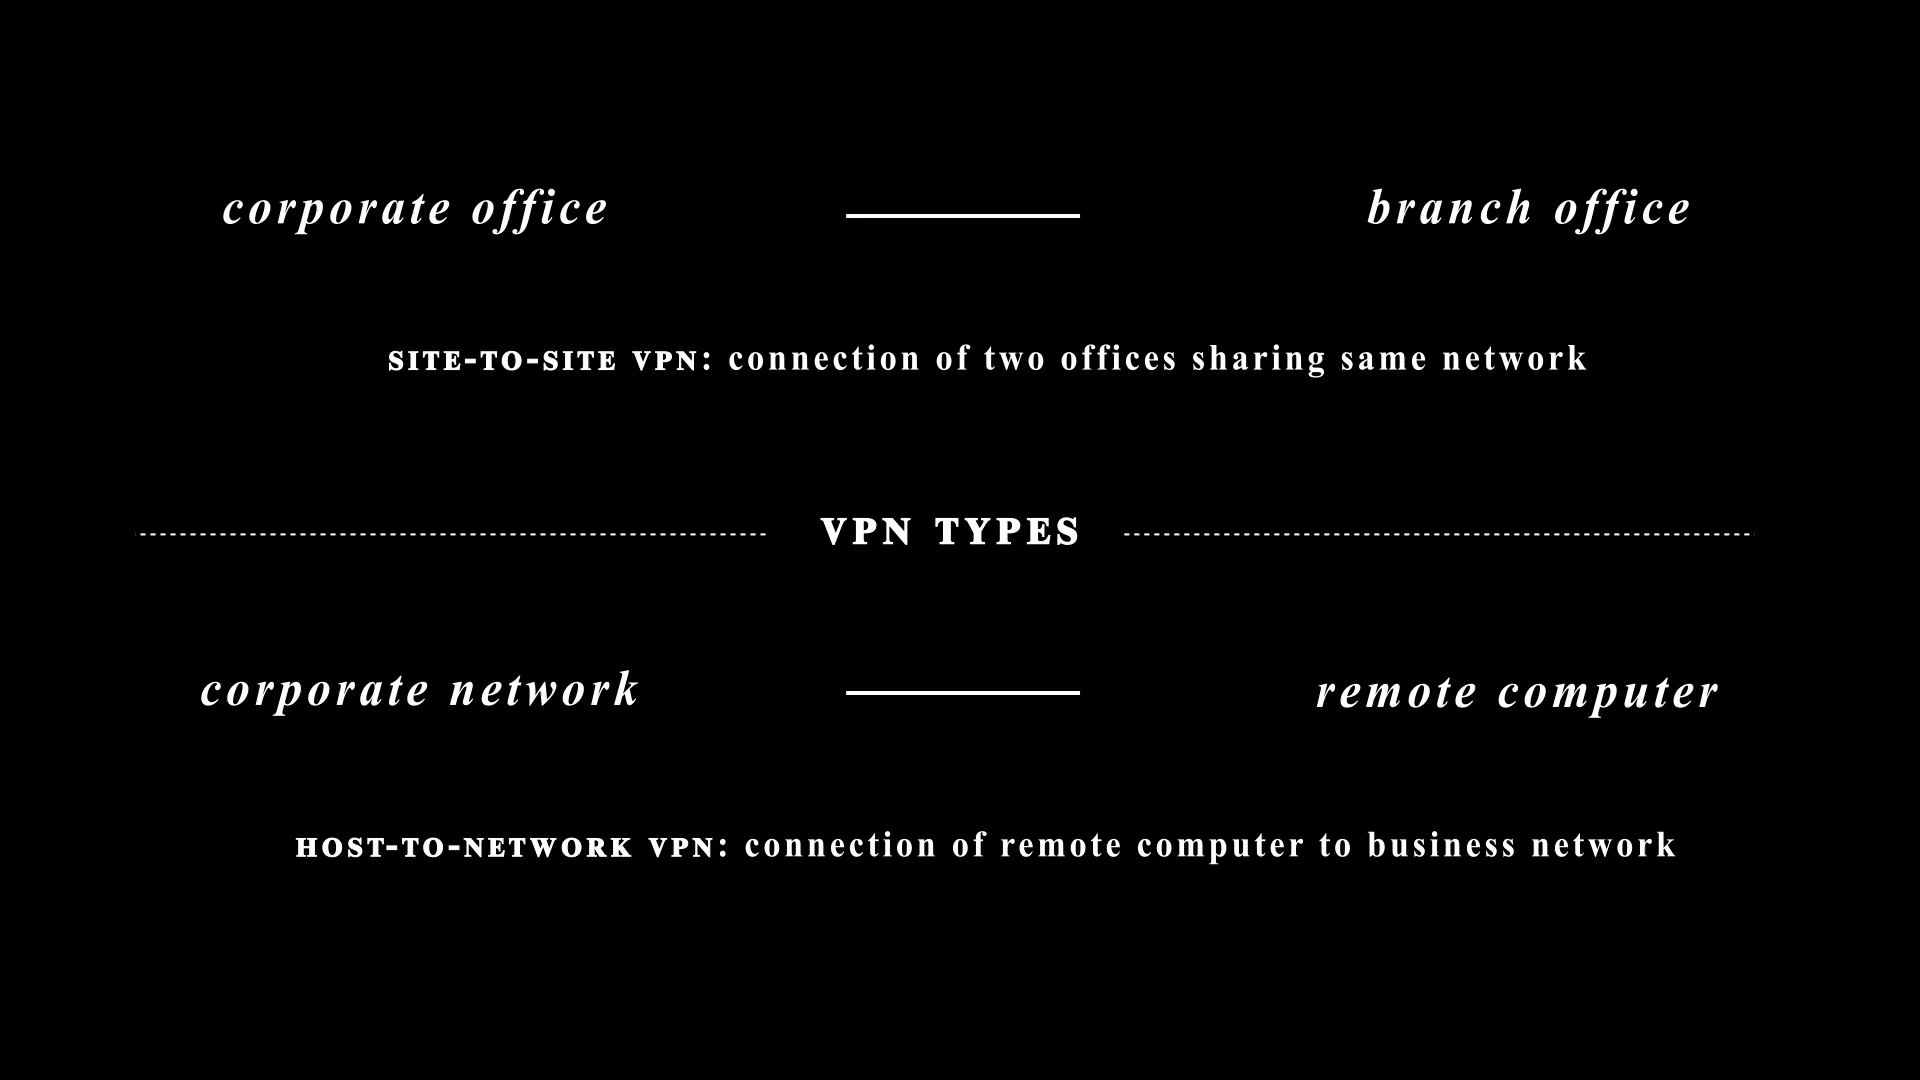 corporate office branch office
SITE-TO-SITE VPN: connection of two offices sharing same network
VPN TYPES
corporate network remote computer
HOST-TO-NETWORK VPN: connection of remote computer to business network